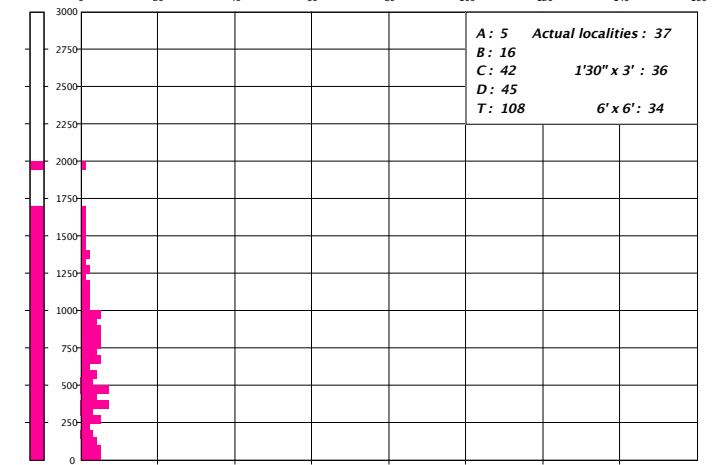 3000
A : 5 Actual localities : 37
2750
B : 16
2500
C : 42 1'30" x 3' : 36
D : 45
2250
T : 108 6' x 6' : 34
2000
1750
1500
1250
1000
750
500
250
0